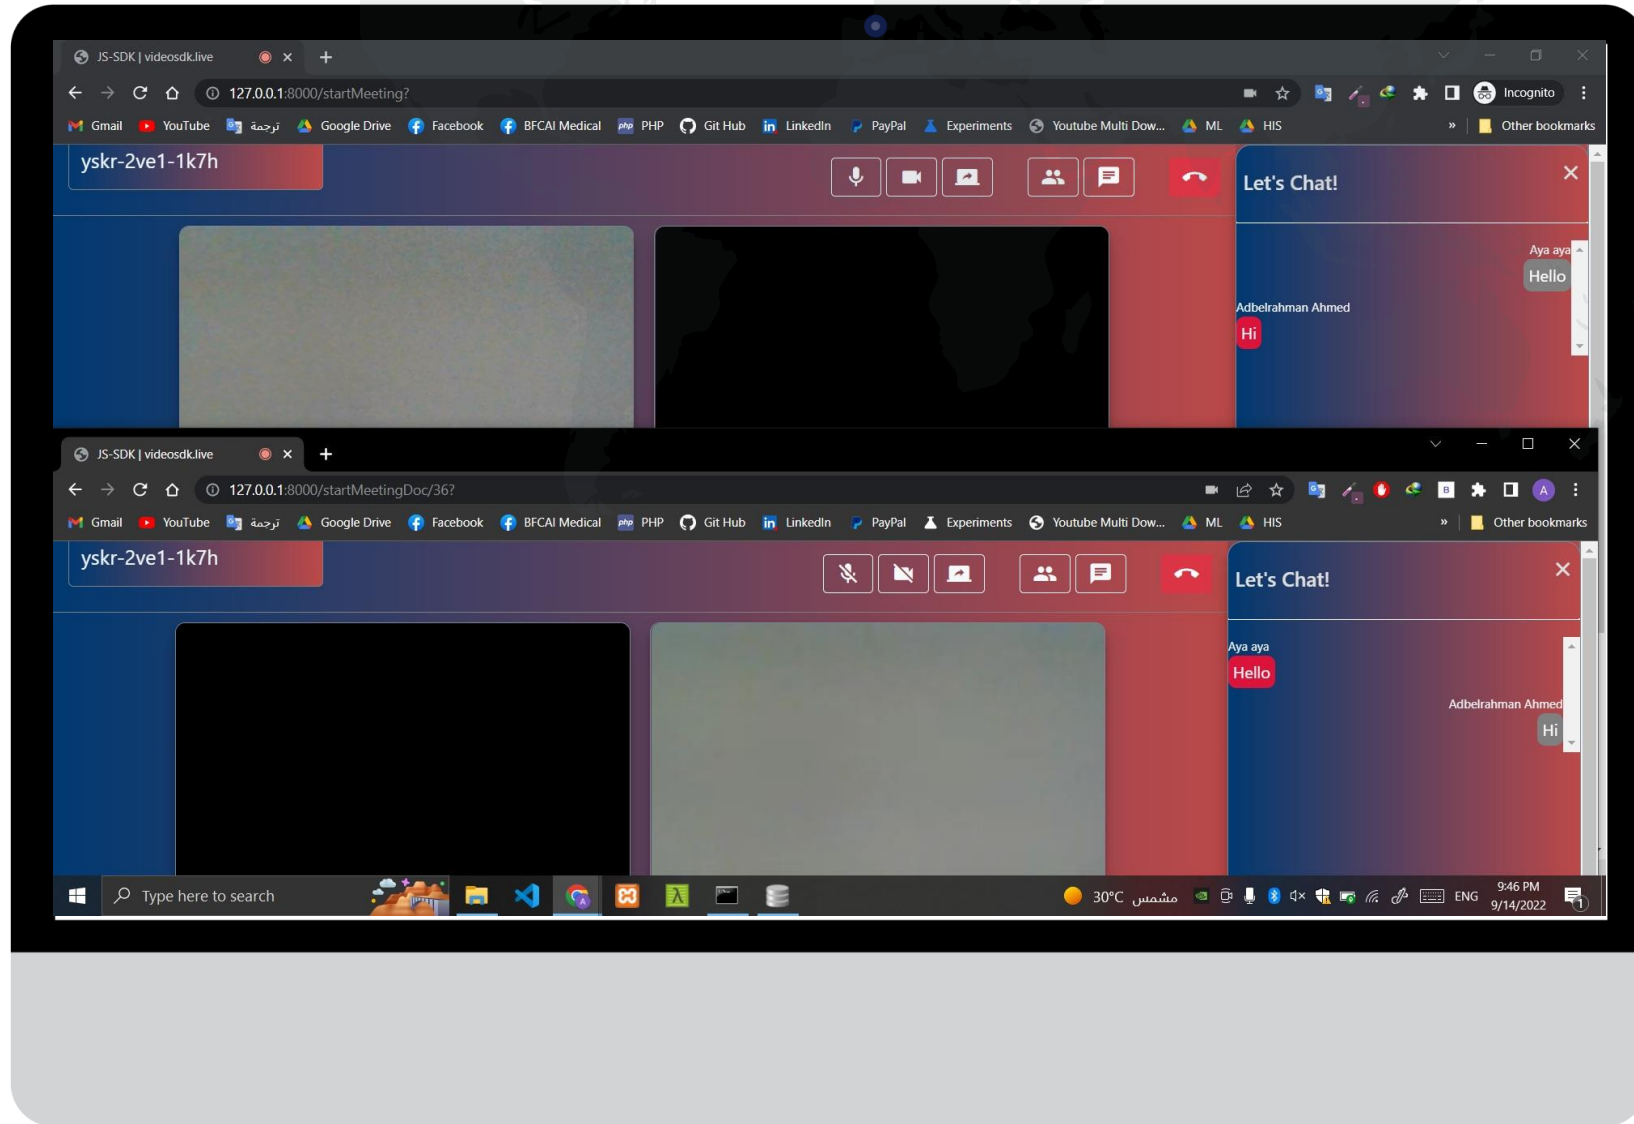 JS-SDK | videosdk.live
127.0.0.1:8000/startMeeting?
Incognito
Gmail YouTube ترجمة Google Drive Facebook BFCAI Medical php PHP Git Hub in LinkedIn PayPal Experiments Youtube Multi Dow... ML HIS » Other bookmarks
yskr-2ve1-1k7h
Let's Chat!
Aya aya
Hello
Adbelrahman Ahmed
Hi
JS-SDK | videosdk.live
127.0.0.1:8000/startMeetingDoc/36?
B A
Gmail YouTube ترجمة Google Drive Facebook BFCAI Medical php PHP Git Hub in LinkedIn PayPal Experiments Youtube Multi Dow... ML HIS » Other bookmarks
yskr-2ve1-1k7h
Let's Chat!
Aya aya
Hello
Adbelrahman Ahmed
Hi
Type here to search
30°C مشمس
ENG
9:46 PM
9/14/2022
1